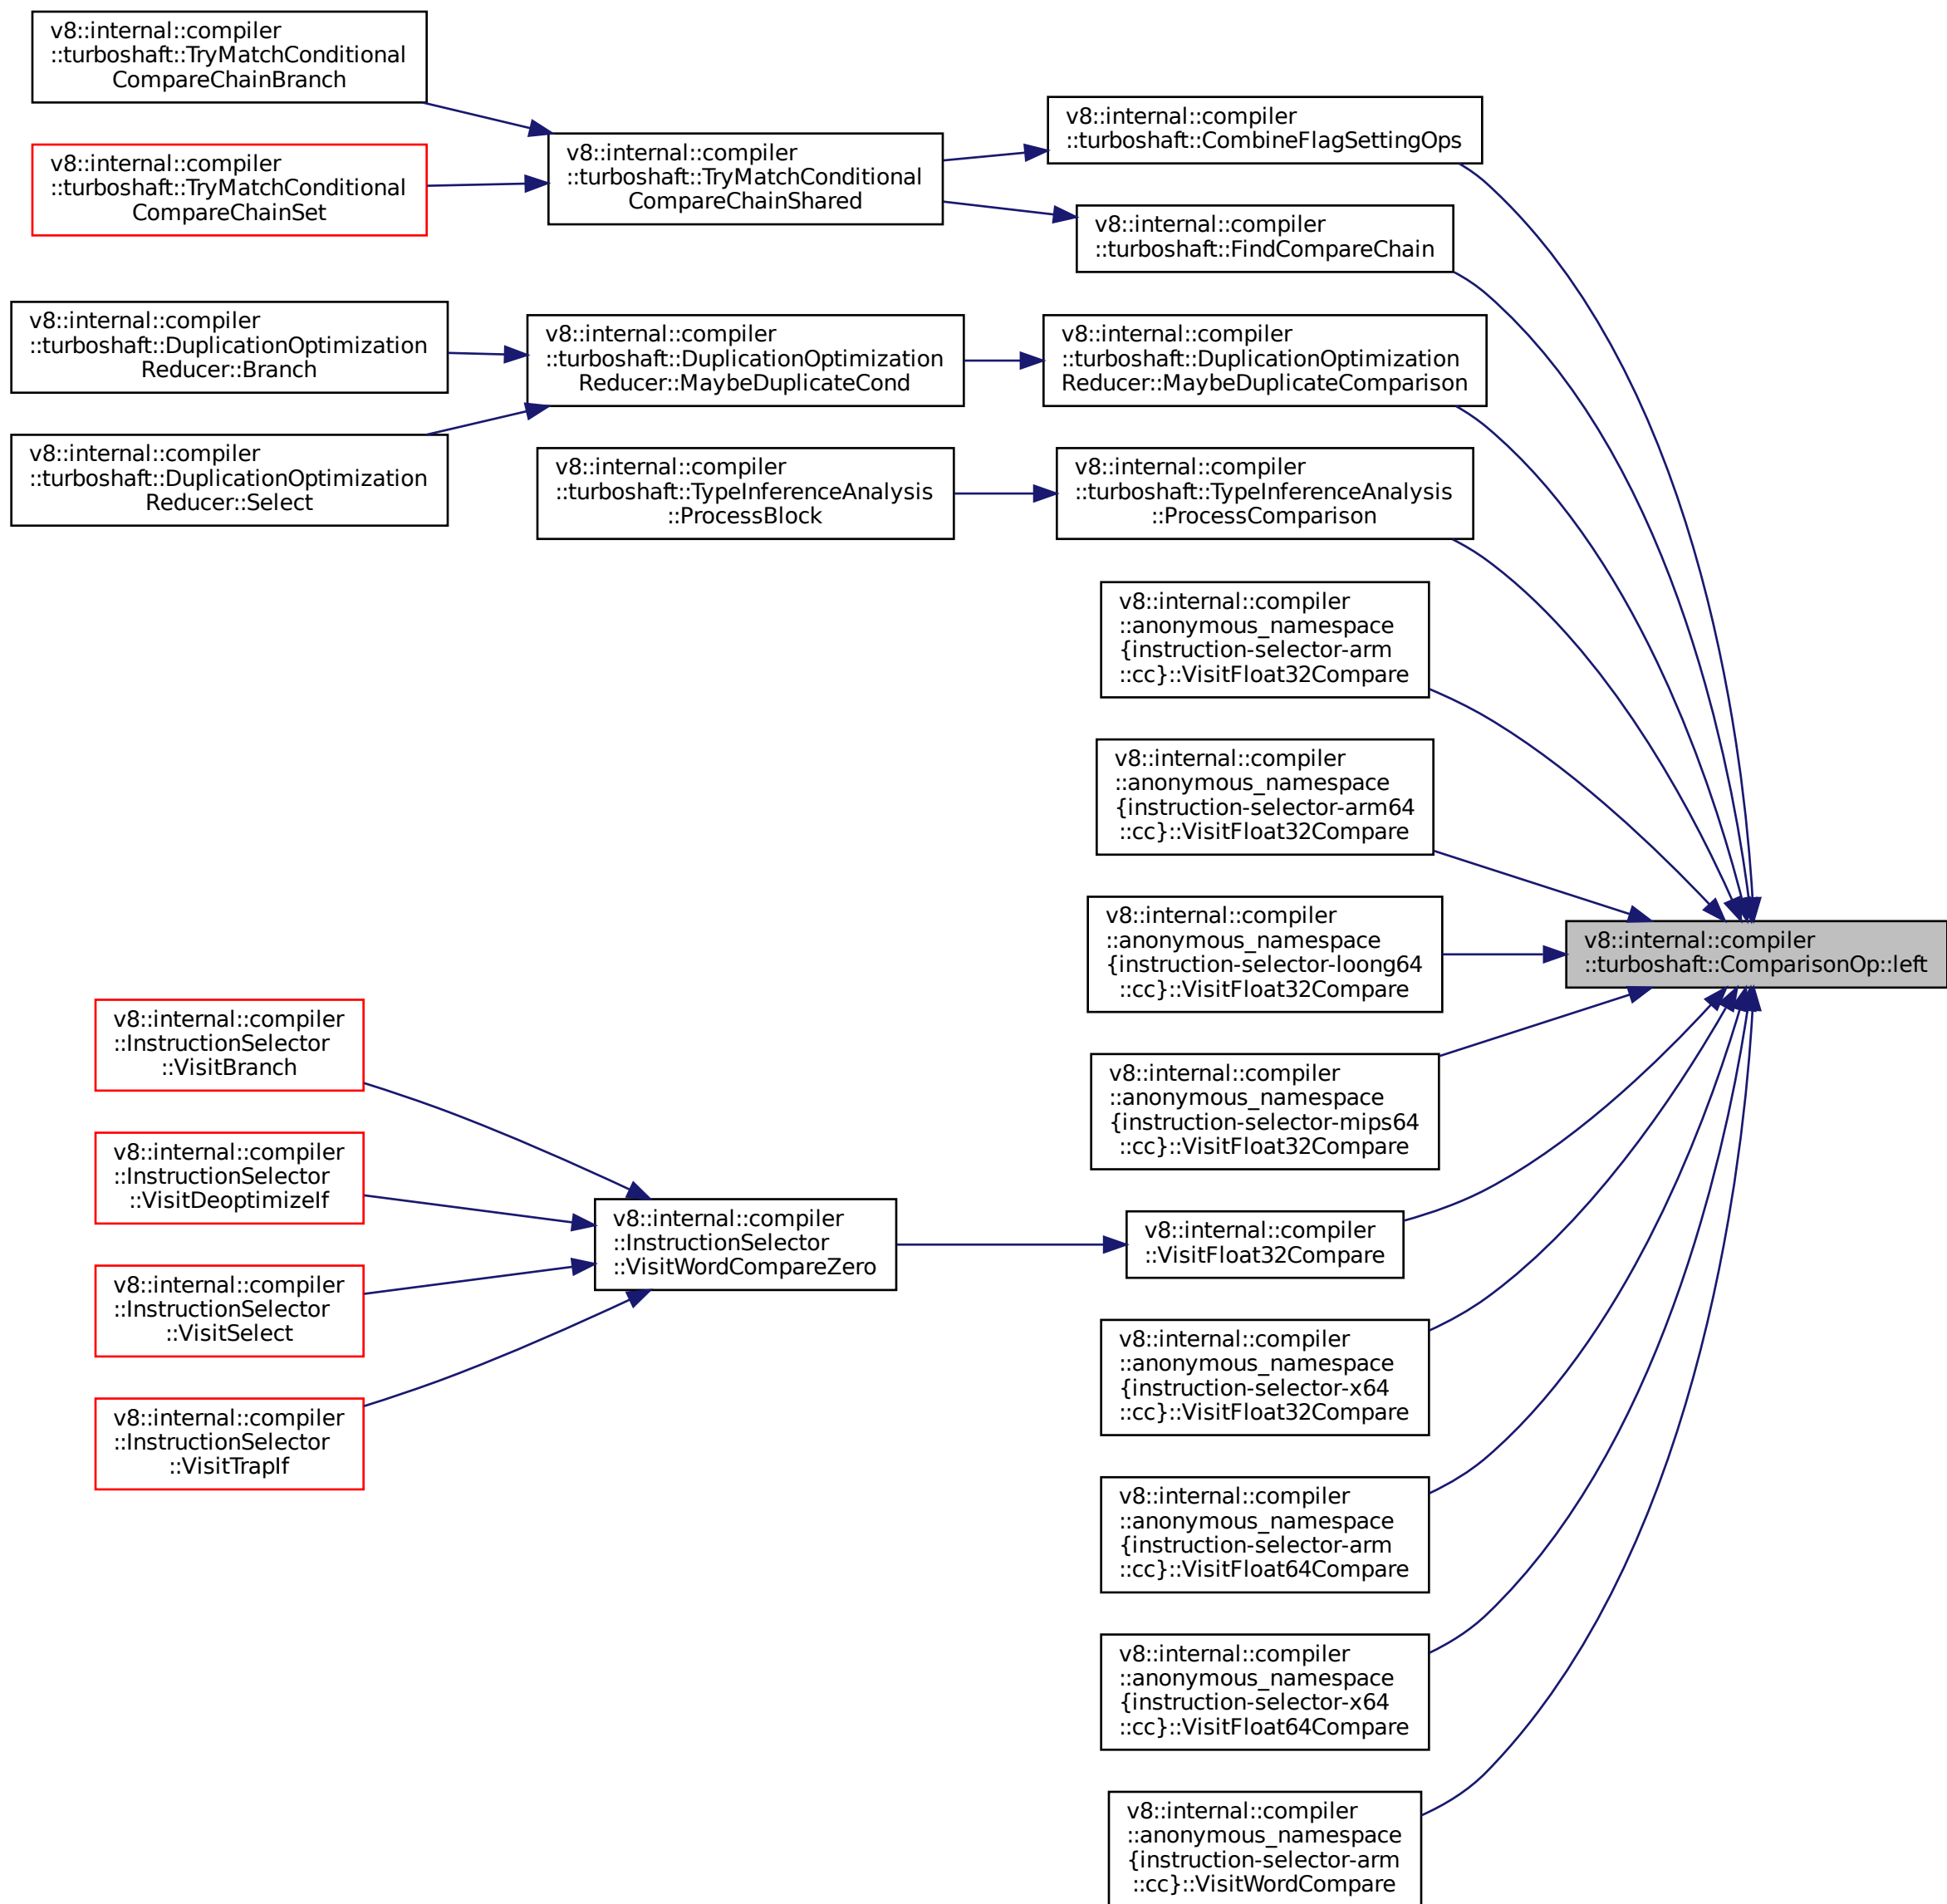 v8::internal::compiler
::turboshaft::TryMatchConditional
CompareChainBranch
v8::internal::compiler
::turboshaft::TryMatchConditional
CompareChainSet
v8::internal::compiler
::turboshaft::TryMatchConditional
CompareChainShared
v8::internal::compiler
::turboshaft::CombineFlagSettingOps
v8::internal::compiler
::turboshaft::FindCompareChain
v8::internal::compiler
::turboshaft::DuplicationOptimization
Reducer::Branch
v8::internal::compiler
::turboshaft::DuplicationOptimization
Reducer::Select
v8::internal::compiler
::turboshaft::DuplicationOptimization
Reducer::MaybeDuplicateCond
v8::internal::compiler
::turboshaft::DuplicationOptimization
Reducer::MaybeDuplicateComparison
v8::internal::compiler
::turboshaft::TypeInferenceAnalysis
::ProcessBlock
v8::internal::compiler
::turboshaft::TypeInferenceAnalysis
::ProcessComparison
v8::internal::compiler
::anonymous_namespace
{instruction-selector-arm
::cc}::VisitFloat32Compare
v8::internal::compiler
::anonymous_namespace
{instruction-selector-arm64
::cc}::VisitFloat32Compare
v8::internal::compiler
::anonymous_namespace
{instruction-selector-loong64
::cc}::VisitFloat32Compare
v8::internal::compiler
::turboshaft::ComparisonOp::left
v8::internal::compiler
::anonymous_namespace
{instruction-selector-mips64
::cc}::VisitFloat32Compare
v8::internal::compiler
::InstructionSelector
::VisitBranch
v8::internal::compiler
::InstructionSelector
::VisitDeoptimizeIf
v8::internal::compiler
::InstructionSelector
::VisitSelect
v8::internal::compiler
::InstructionSelector
::VisitTrapIf
v8::internal::compiler
::InstructionSelector
::VisitWordCompareZero
v8::internal::compiler
::VisitFloat32Compare
v8::internal::compiler
::anonymous_namespace
{instruction-selector-x64
::cc}::VisitFloat32Compare
v8::internal::compiler
::anonymous_namespace
{instruction-selector-arm
::cc}::VisitFloat64Compare
v8::internal::compiler
::anonymous_namespace
{instruction-selector-x64
::cc}::VisitFloat64Compare
v8::internal::compiler
::anonymous_namespace
{instruction-selector-arm
::cc}::VisitWordCompare